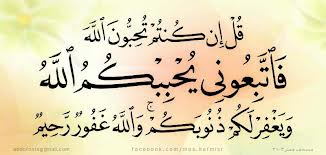 قُلْ إِن كُنتُمْ تُحِبُّونَ اللَّهَ
فَاتَّبِعُونِي يُحْبِبْكُمُ اللَّهُ
وَيَغْفِرْ لَكُمْ ذُنُوبَكُمْ ۗ وَاللَّهُ غَفُورٌ رَّحِيمٌ